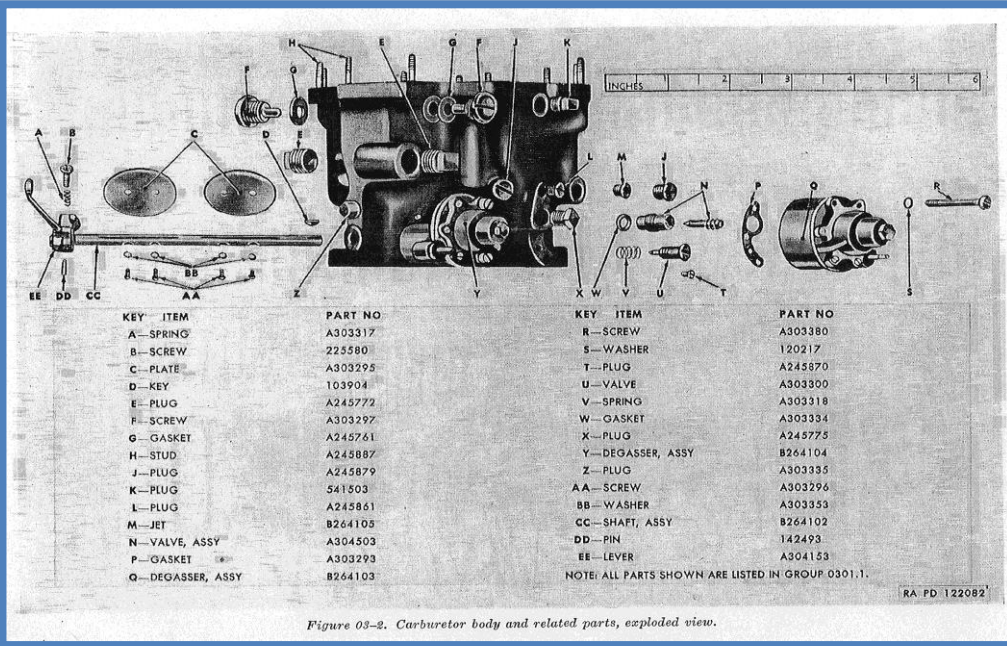 H E G F J K
F G
INCHES 1 2 3 4 5 6
A B C D E
L M J N P Q R
EE DD CC BB AA Z Y X W V U T S
KEY ITEM PART NO
A—SPRING A303317
B—SCREW 225580
C—PLATE A303295
D—KEY 103904
E—PLUG A245772
F—SCREW A303297
G—GASKET A245761
H—STUD A245887
J—PLUG A245879
K—PLUG 541503
L—PLUG A245861
M—JET B264105
N—VALVE, ASSY A304503
P—GASKET A303293
Q—DEGASSER, ASSY B264103
KEY ITEM PART NO
R—SCREW A303380
S—WASHER 120217
T—PLUG A245870
U—VALVE A303300
V—SPRING A303318
W—GASKET A303334
X—PLUG A245775
Y—DEGASSER, ASSY B264104
Z—PLUG A303335
AA—SCREW A303296
BB—WASHER A303353
CC—SHAFT, ASSY B264102
DD—PIN 142493
EE—LEVER A304153
NOTE: ALL PARTS SHOWN ARE LISTED IN GROUP 0301.1.
RA PD 122082
Figure 03–2. Carburetor body and related parts, exploded view.